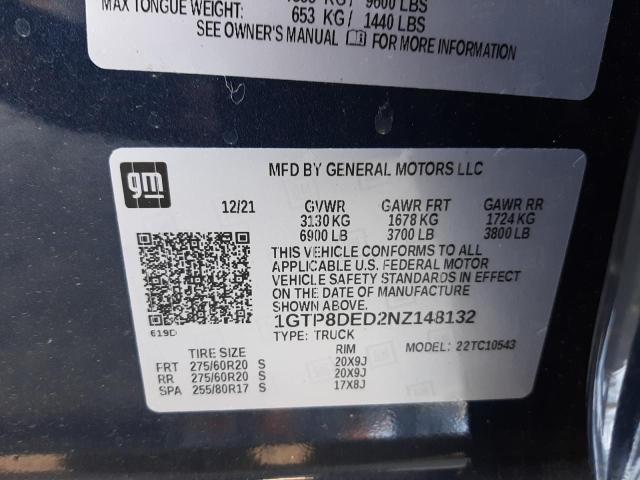 KG/ 9600 LBS
MAX TONGUE WEIGHT: 653 KG/ 1440 LBS
SEE OWNER'S MANUAL FOR MORE INFORMATION
gm
MFD BY GENERAL MOTORS LLC
12/21 GVWR GAWR FRT GAWR RR
3130 KG 1678 KG 1724 KG
6900 LB 3700 LB 3800 LB
THIS VEHICLE CONFORMS TO ALL
APPLICABLE U.S. FEDERAL MOTOR
VEHICLE SAFETY STANDARDS IN EFFECT
ON THE DATE OF MANUFACTURE
SHOWN ABOVE.
1GTP8DED2NZ148132
619D
TYPE: TRUCK MODEL: 22TC10543
TIRE SIZE RIM
FRT 275/60R20 S 20X9J
RR 275/60R20 S 20X9J
SPA 255/80R17 S 17X8J